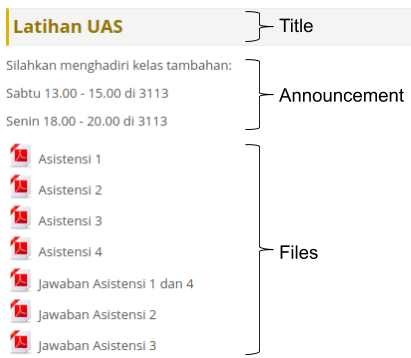 Latihan UAS
Title
Silahkan menghadiri kelas tambahan:
Sabtu 13.00 - 15.00 di 3113
Senin 18.00 - 20.00 di 3113
Announcement
Asistensi 1
Asistensi 2
Asistensi 3
Asistensi 4
Jawaban Asistensi 1 dan 4
Jawaban Asistensi 2
Jawaban Asistensi 3
Files